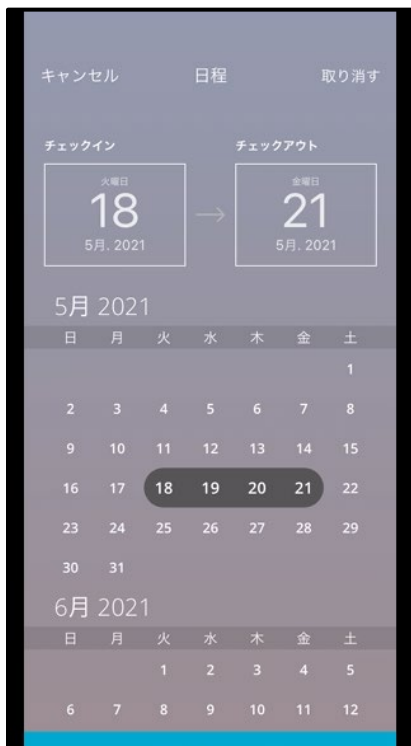 キャンセル 日程 取り消す
チェックイン チェックアウト
火曜日 金曜日
18 → 21
5月. 2021 5月. 2021
5月 2021
日 月 火 水 木 金 土
1
2 3 4 5 6 7 8
9 10 11 12 13 14 15
16 17 18 19 20 21 22
23 24 25 26 27 28 29
30 31
6月 2021
日 月 火 水 木 金 土
1 2 3 4 5
6 7 8 9 10 11 12